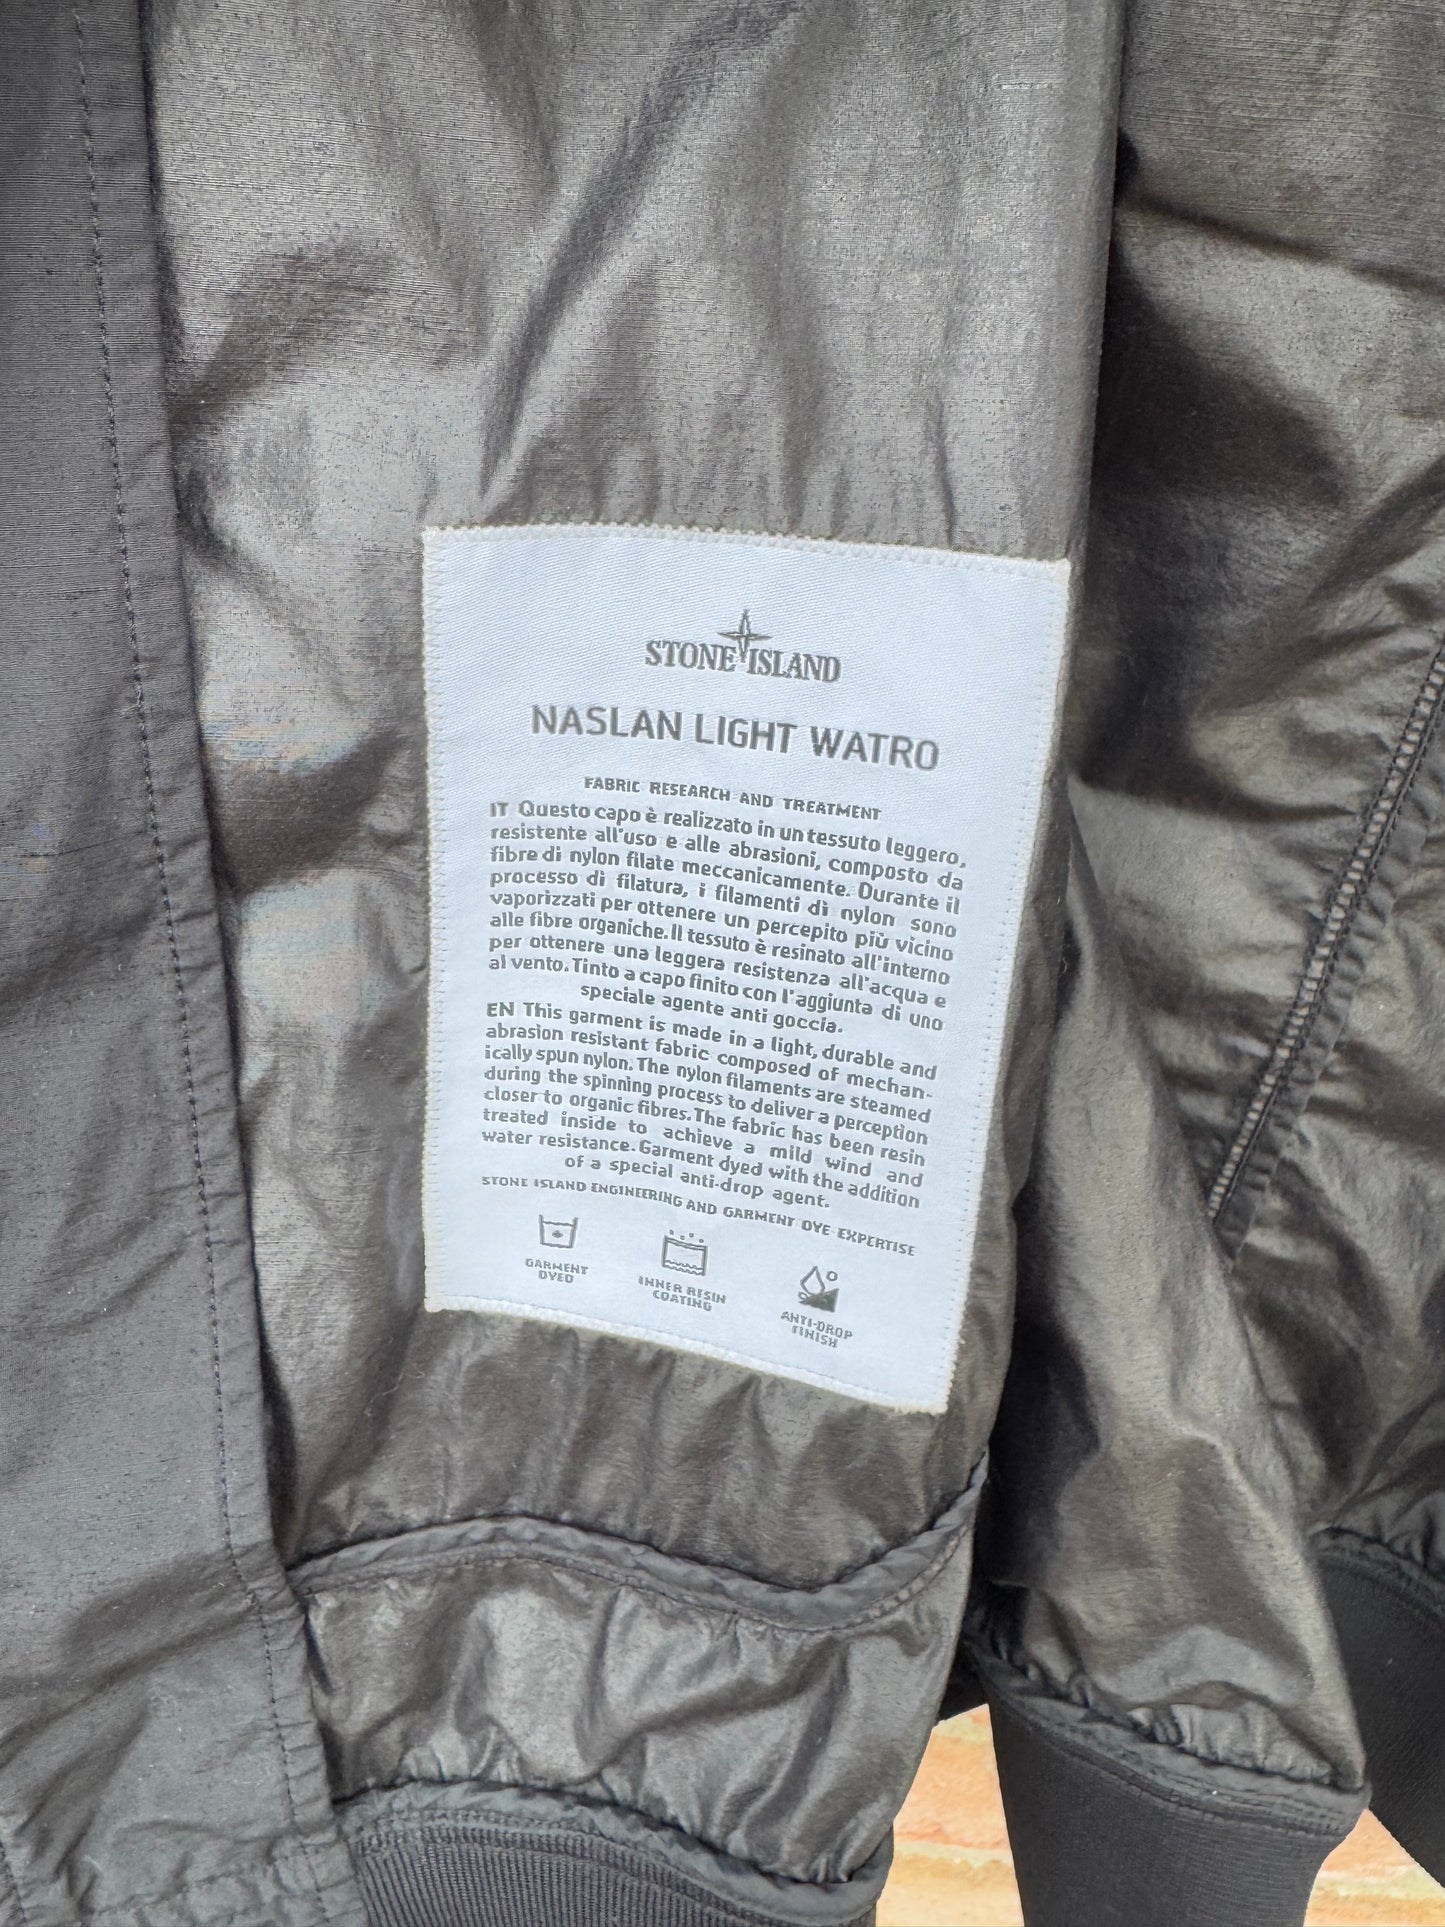 STONE ISLAND
NASLAN LIGHT WATRO
FABRIC RESEARCH AND TREATMENT
IT Questo capo è realizzato in un tessuto leggero,
resistente all'uso e alle abrasioni, composto da
fibre di nylon filate meccanicamente. Durante il
processo di filatura, i filamenti di nylon sono
vaporizzati per ottenere un percepito più vicino
alle fibre organiche. Il tessuto è resinato all'interno
per ottenere una leggera resistenza all'acqua e
al vento. Tinto a capo finito con l'aggiunta di uno
speciale agente anti goccia.
EN This garment is made in a light, durable and
abrasion resistant fabric composed of mechan-
ically spun nylon. The nylon filaments are steamed
during the spinning process to deliver a perception
closer to organic fibres. The fabric has been resin
treated inside to achieve a mild wind and
water resistance. Garment dyed with the addition
of a special anti-drop agent.
STONE ISLAND ENGINEERING AND GARMENT DYE EXPERTISE
GARMENT
DYED
INNER RESIN
COATING
ANTI-DROP
FINISH